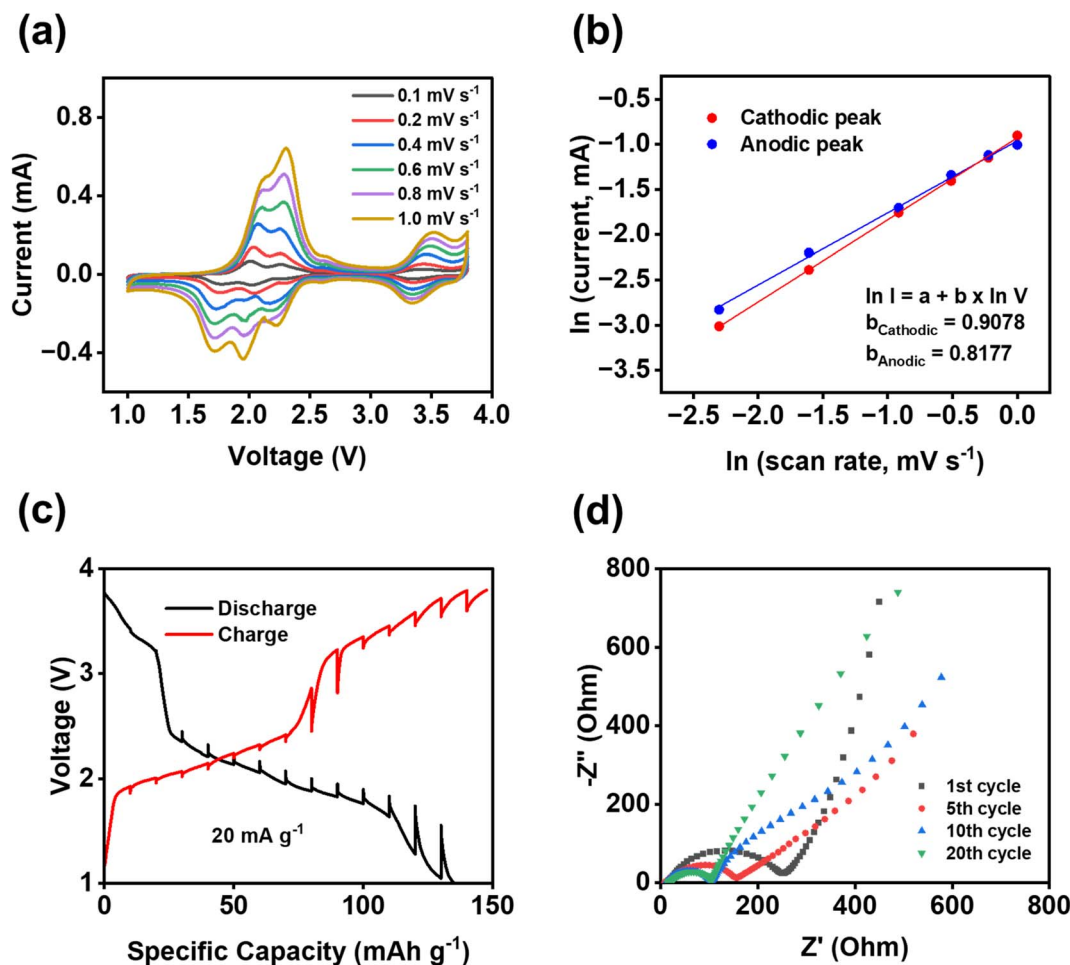 (a)
0.1 mV s⁻¹
0.2 mV s⁻¹
0.4 mV s⁻¹
0.6 mV s⁻¹
0.8 mV s⁻¹
1.0 mV s⁻¹
0.8
0.4
0.0
−0.4
Current (mA)
1.0 1.5 2.0 2.5 3.0 3.5 4.0
Voltage (V)
(b)
Cathodic peak
Anodic peak
−0.5
−1.0
−1.5
−2.0
−2.5
−3.0
−3.5
ln (current, mA)
ln I = a + b x ln V
b_Cathodic = 0.9078
b_Anodic = 0.8177
−2.5 −2.0 −1.5 −1.0 −0.5 0.0
ln (scan rate, mV s⁻¹)
(c)
Discharge
Charge
4
3
2
1
Voltage (V)
20 mA g⁻¹
0 50 100 150
Specific Capacity (mAh g⁻¹)
(d)
800
600
400
200
0
-Z'' (Ohm)
1st cycle
5th cycle
10th cycle
20th cycle
0 200 400 600 800
Z' (Ohm)